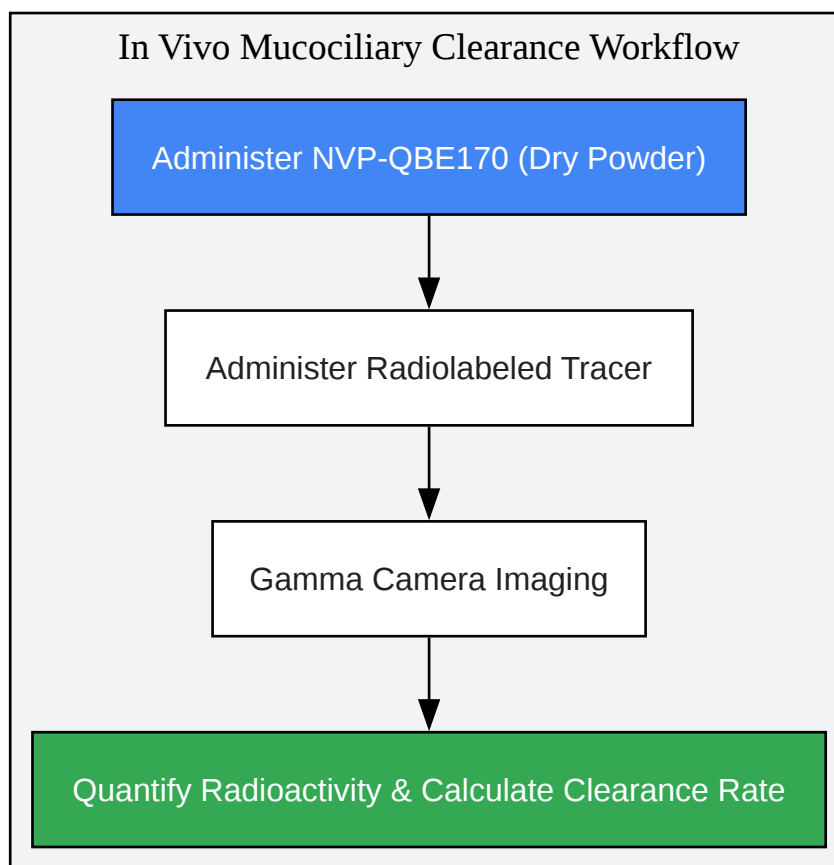 In Vivo Mucociliary Clearance Workflow
Administer NVP-QBE170 (Dry Powder)
Administer Radiolabeled Tracer
Gamma Camera Imaging
Quantify Radioactivity & Calculate Clearance Rate